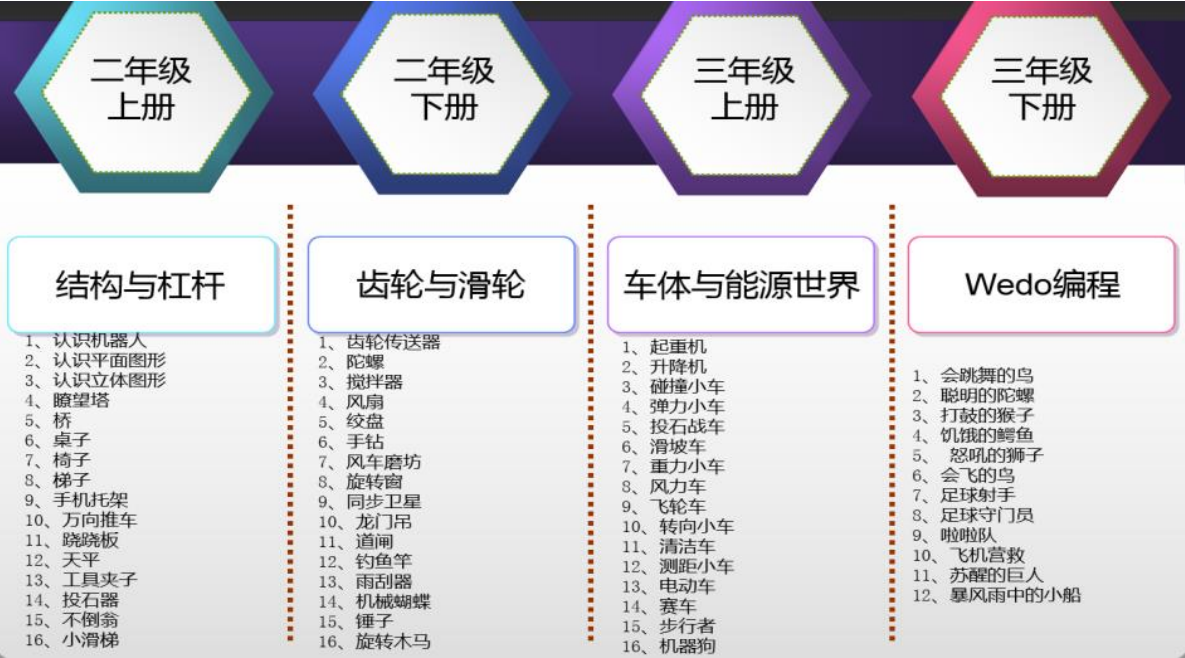 二年级
上册
二年级
下册
三年级
上册
三年级
下册
结构与杠杆
1、认识机器人
2、认识平面图形
3、认识立体图形
4、瞭望塔
5、桥
6、桌子
7、椅子
8、梯子
9、手机托架
10、万向推车
11、跷跷板
12、天平
13、工具夹子
14、投石器
15、不倒翁
16、小滑梯
齿轮与滑轮
1、齿轮传送器
2、陀螺
3、搅拌器
4、风扇
5、绞盘
6、手钻
7、风车磨坊
8、旋转窗
9、同步卫星
10、龙门吊
11、道闸
12、钓鱼竿
13、雨刮器
14、机械蝴蝶
15、锤子
16、旋转木马
车体与能源世界
1、起重机
2、升降机
3、碰撞小车
4、弹力小车
5、投石战车
6、滑坡车
7、重力小车
8、风力车
9、飞轮车
10、转向小车
11、清洁车
12、测距小车
13、电动车
14、赛车
15、步行者
16、机器狗
Wedo编程
1、会跳舞的鸟
2、聪明的陀螺
3、打鼓的猴子
4、饥饿的鳄鱼
5、 怒吼的狮子
6、会飞的鸟
7、足球射手
8、足球守门员
9、啦啦队
10、飞机营救
11、苏醒的巨人
12、暴风雨中的小船